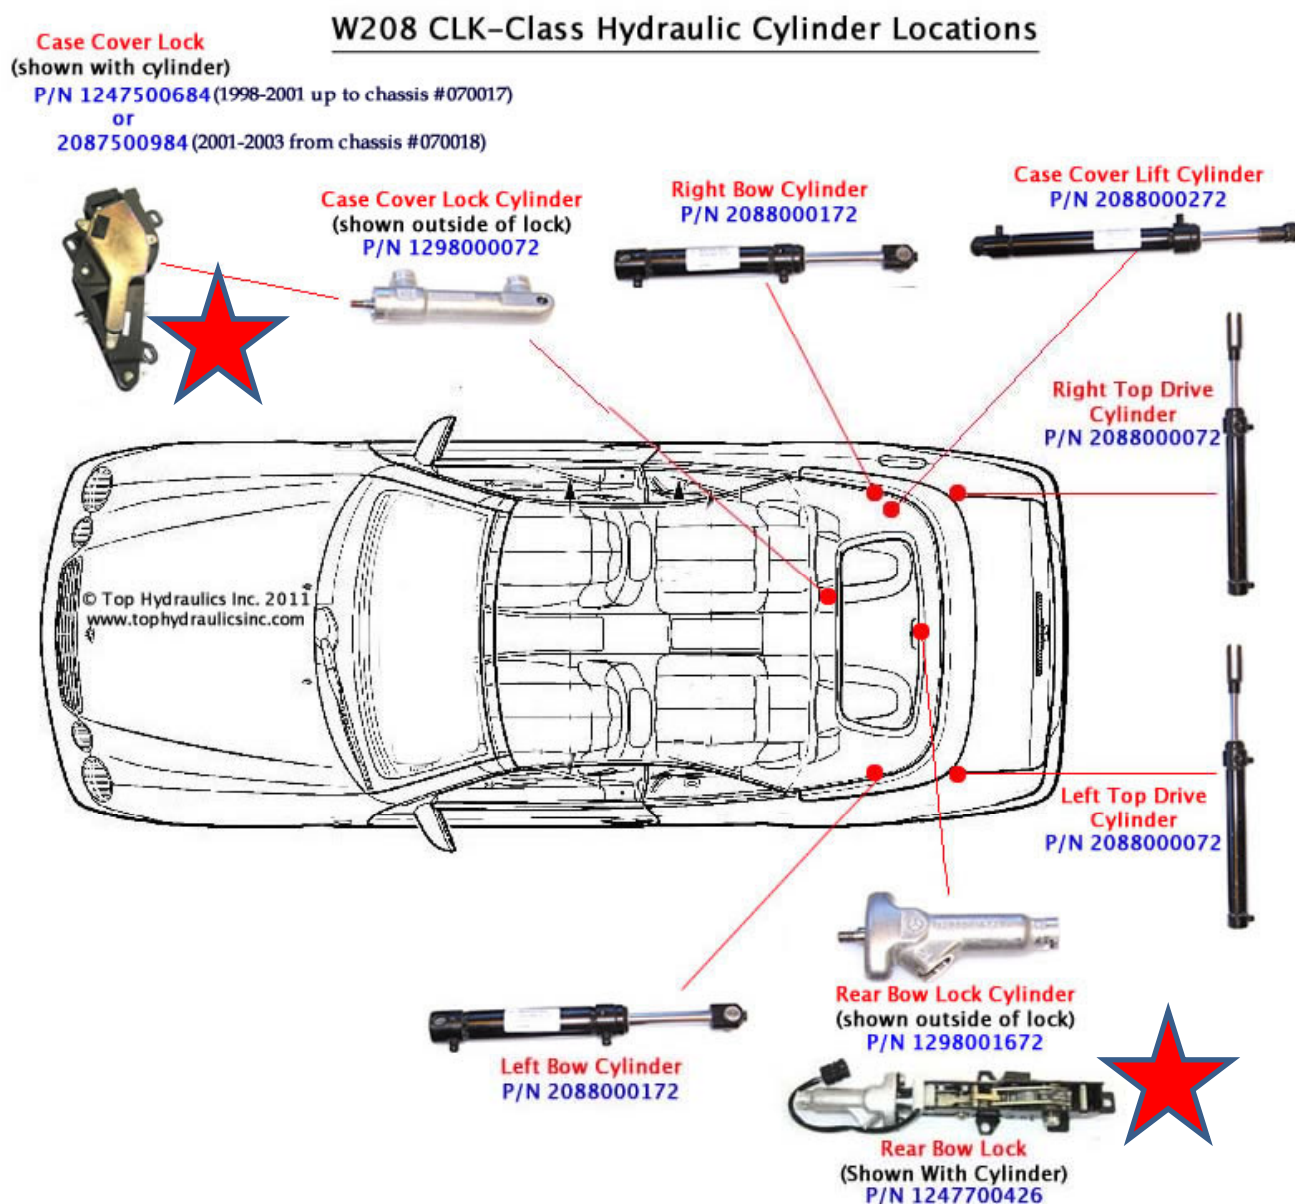 W208 CLK-Class Hydraulic Cylinder Locations
Case Cover Lock
(shown with cylinder)
P/N 1247500684 (1998-2001 up to chassis #070017)
or
2087500984 (2001-2003 from chassis #070018)
Case Cover Lock Cylinder
(shown outside of lock)
P/N 1298000072
Right Bow Cylinder
P/N 2088000172
Case Cover Lift Cylinder
P/N 2088000272
Right Top Drive
Cylinder
P/N 2088000072
© Top Hydraulics Inc. 2011
www.tophydraulicsinc.com
Left Top Drive
Cylinder
P/N 2088000072
Rear Bow Lock Cylinder
(shown outside of lock)
P/N 1298001672
Left Bow Cylinder
P/N 2088000172
Rear Bow Lock
(Shown With Cylinder)
P/N 1247700426